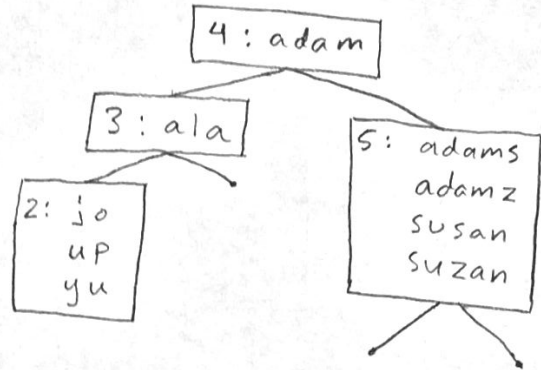 4: adam
3: ala
5: adams
adamz
susan
suzan
2: jo
up
yu